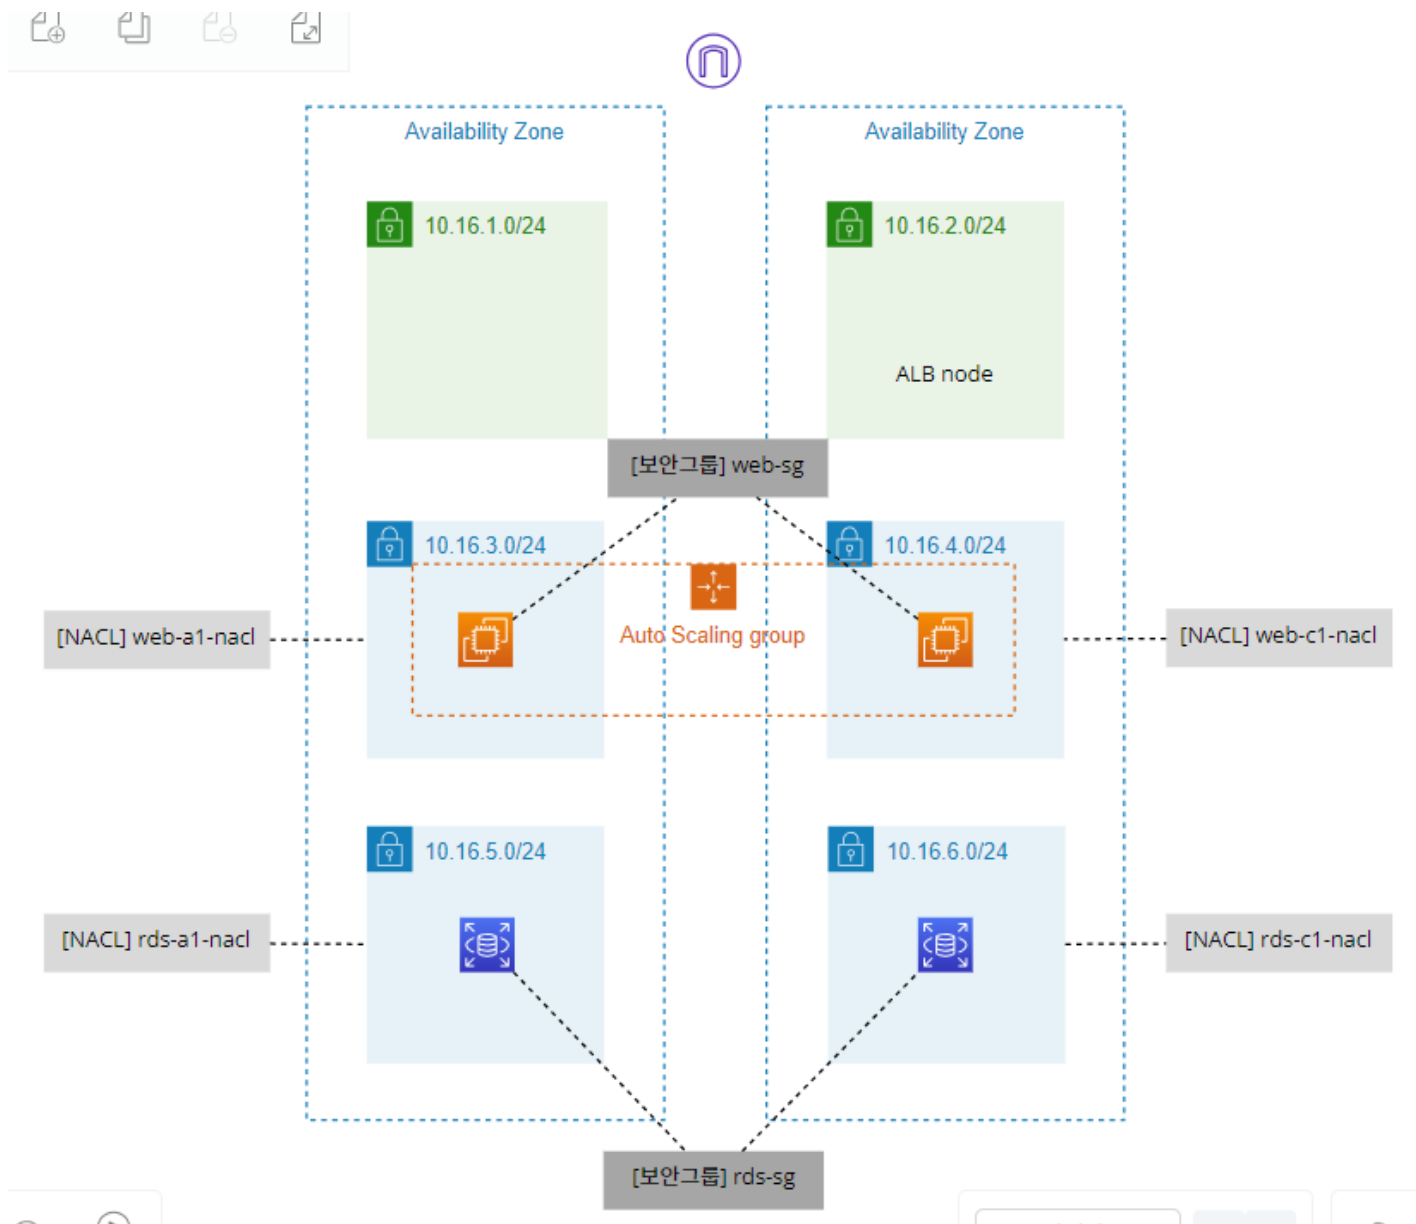 Availability Zone
Availability Zone
10.16.1.0/24
10.16.2.0/24
ALB node
[보안그룹] web-sg
10.16.3.0/24
10.16.4.0/24
Auto Scaling group
[NACL] web-a1-nacl
[NACL] web-c1-nacl
10.16.5.0/24
10.16.6.0/24
[NACL] rds-a1-nacl
[NACL] rds-c1-nacl
[보안그룹] rds-sg